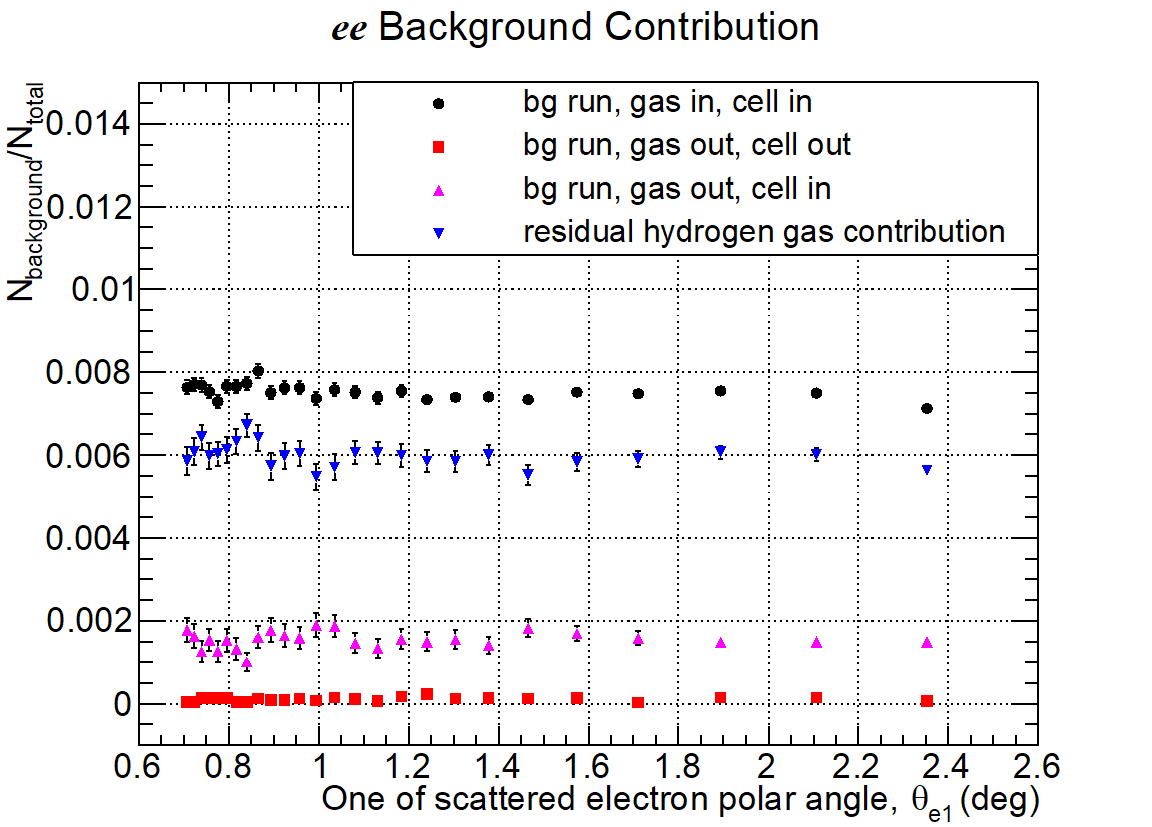 ee Background Contribution
N_background/N_total
bg run, gas in, cell in
bg run, gas out, cell out
bg run, gas out, cell in
residual hydrogen gas contribution
0.014
0.012
0.01
0.008
0.006
0.004
0.002
0
0.6 0.8 1 1.2 1.4 1.6 1.8 2 2.2 2.4 2.6
One of scattered electron polar angle, θ_e1 (deg)